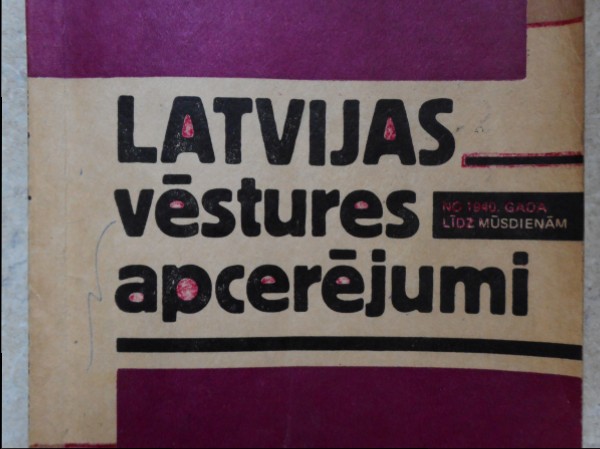 LATVIJAS
vēstures
NO 1940. GADA
LĪDZ MŪSDIENĀM
apcerējumi